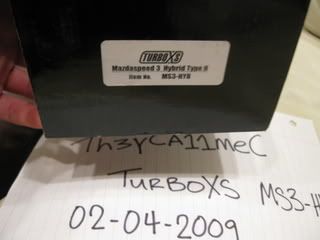 TURBOXS
Mazdaspeed 3 Hybrid Type H
Item No. MS3-HYB
Th3yCA11meC
TurboXS MS3-H
02-04-2009